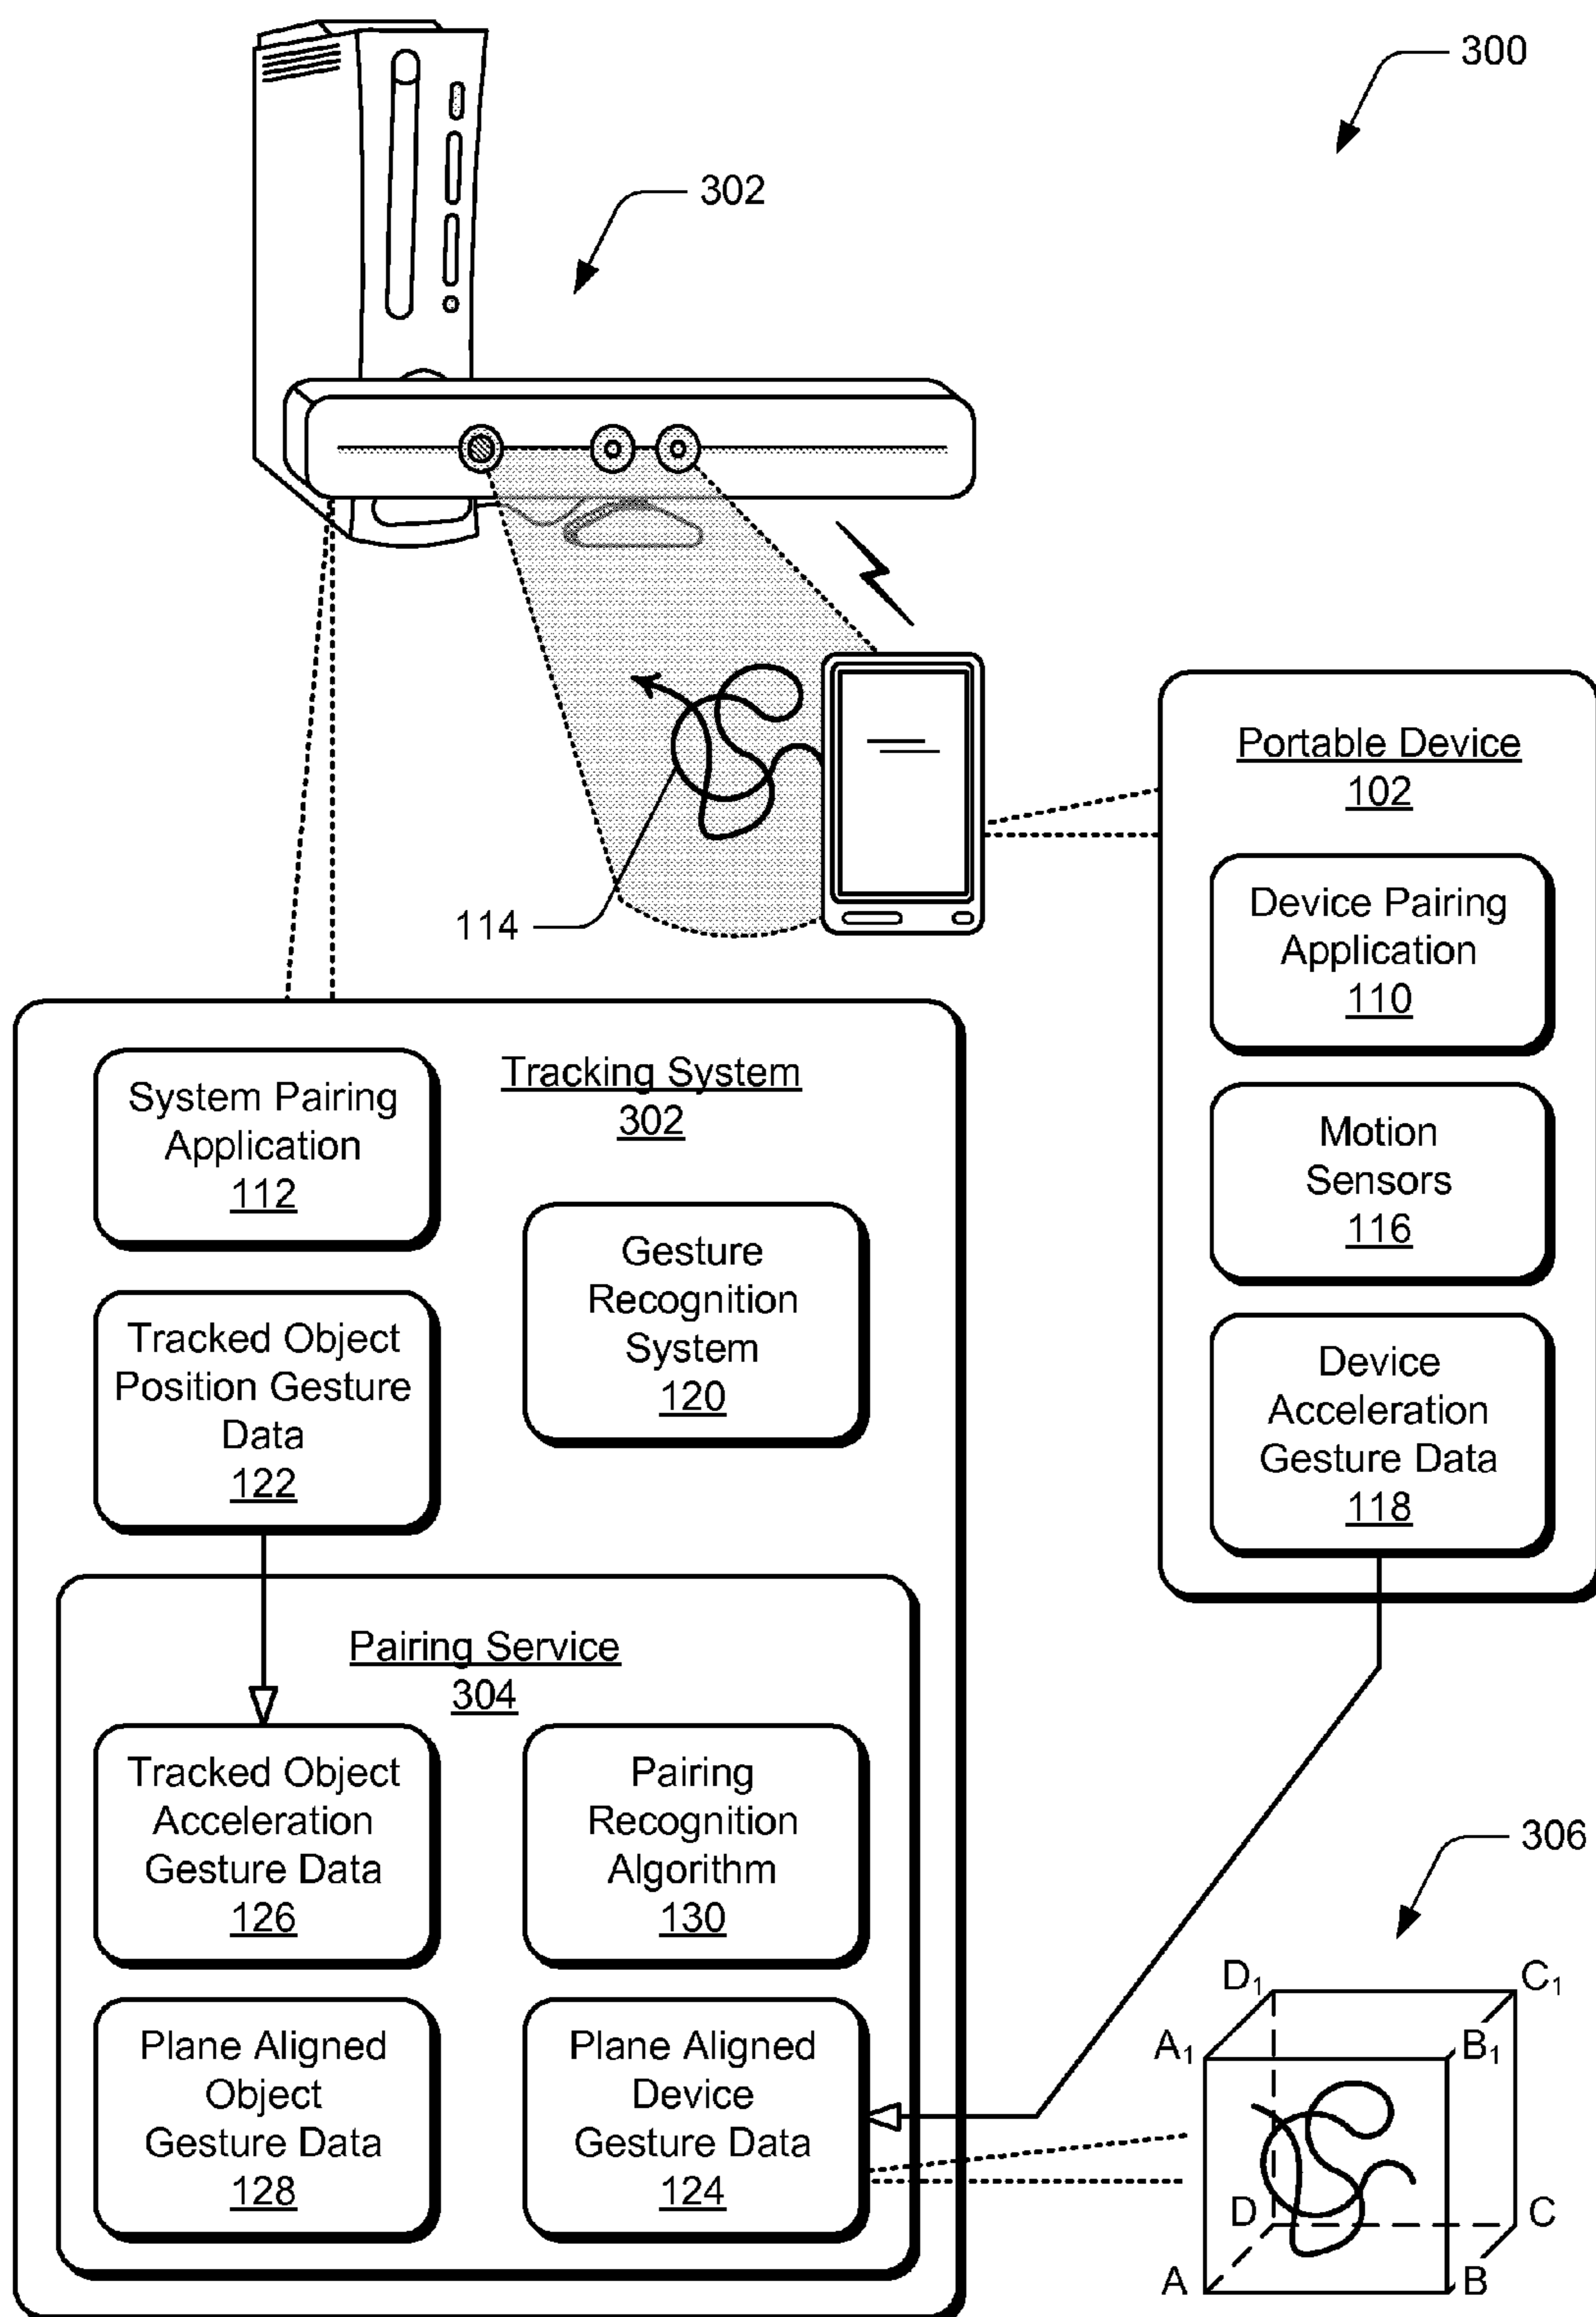 300
302
114
Portable Device
102
Device Pairing
Application
110
Motion
Sensors
116
Device
Acceleration
Gesture Data
118
Tracking System
302
System Pairing
Application
112
Gesture
Recognition
System
120
Tracked Object
Position Gesture
Data
122
Pairing Service
304
Tracked Object
Acceleration
Gesture Data
126
Pairing
Recognition
Algorithm
130
Plane Aligned
Object
Gesture Data
128
Plane Aligned
Device
Gesture Data
124
306
D₁
C₁
A₁
B₁
D
C
A
B